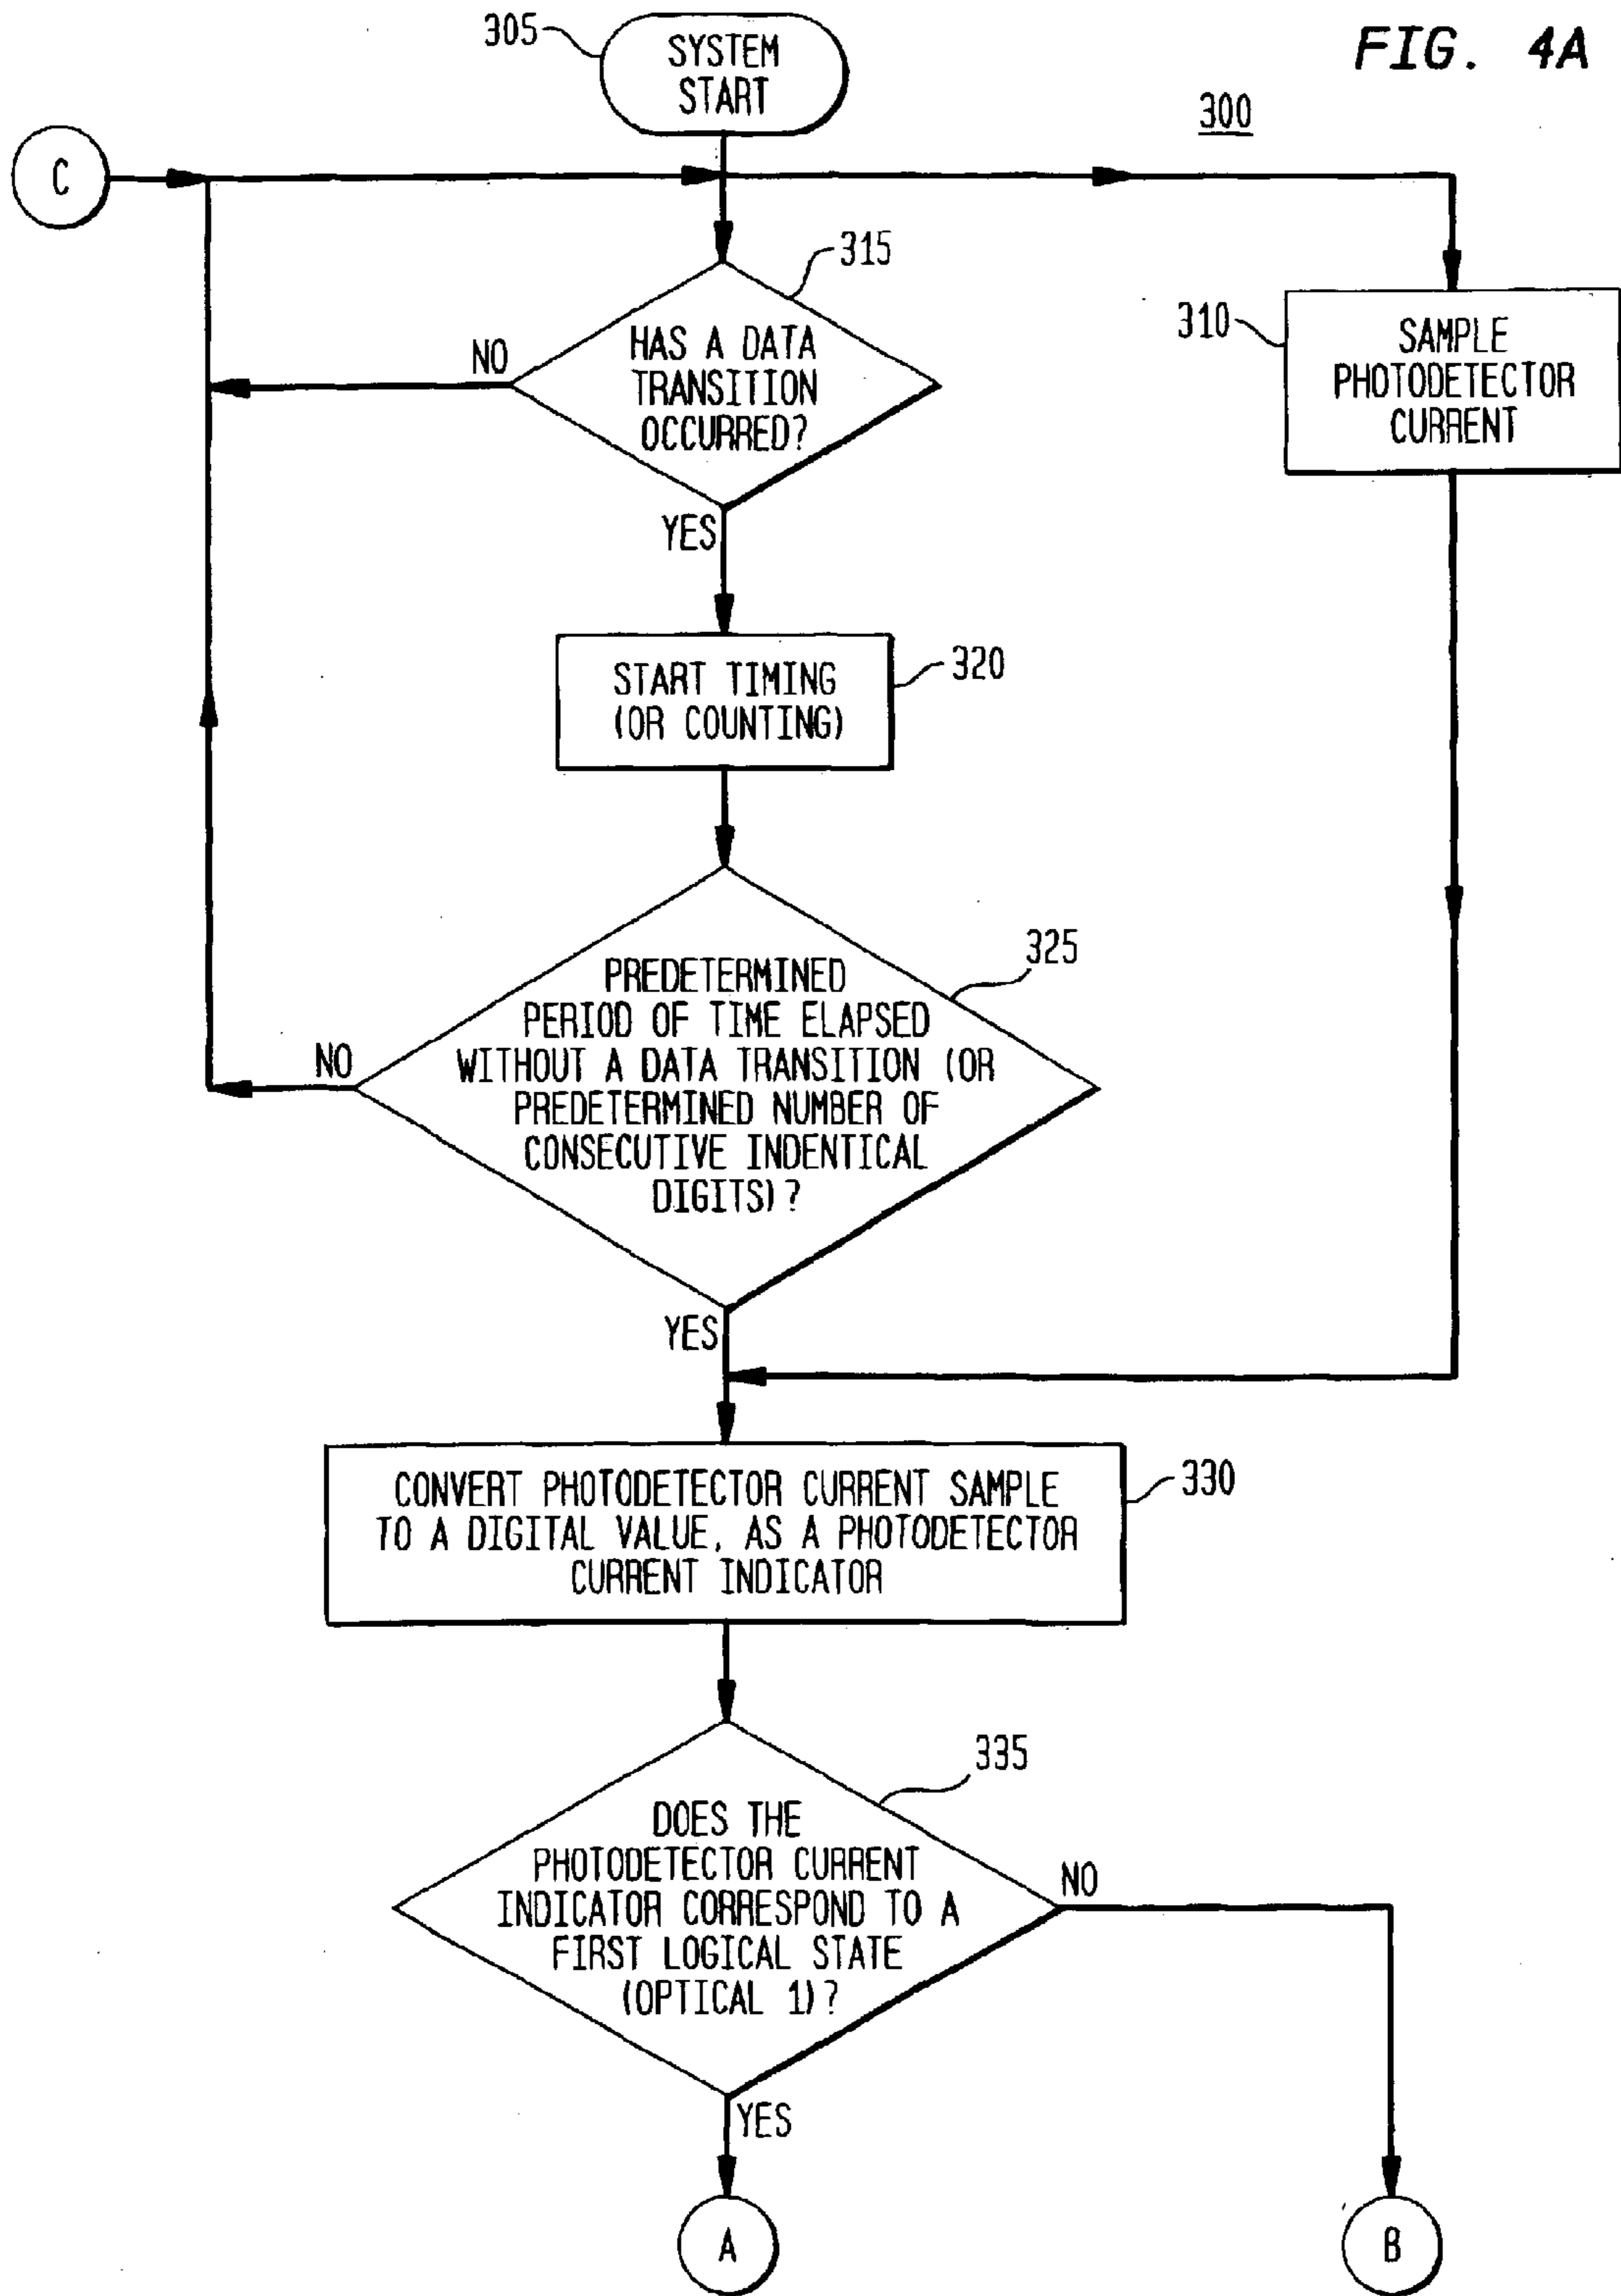 FIG. 4A
305
SYSTEM
START
300
C
315
HAS A DATA
TRANSITION
OCCURRED?
NO
YES
310
SAMPLE
PHOTODETECTOR
CURRENT
320
START TIMING
(OR COUNTING)
325
PREDETERMINED
PERIOD OF TIME ELAPSED
WITHOUT A DATA TRANSITION (OR
PREDETERMINED NUMBER OF
CONSECUTIVE INDENTICAL
DIGITS)?
NO
YES
CONVERT PHOTODETECTOR CURRENT SAMPLE
TO A DIGITAL VALUE, AS A PHOTODETECTOR
CURRENT INDICATOR
330
335
DOES THE
PHOTODETECTOR CURRENT
INDICATOR CORRESPOND TO A
FIRST LOGICAL STATE
(OPTICAL 1)?
NO
YES
A
B